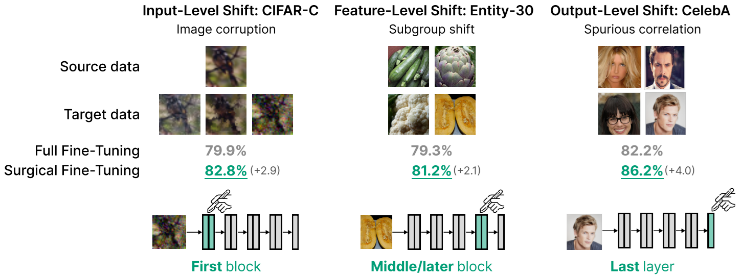 Input-Level Shift: CIFAR-C
Image corruption
Feature-Level Shift: Entity-30
Subgroup shift
Output-Level Shift: CelebA
Spurious correlation
Source data
Target data
Full Fine-Tuning 79.9% 79.3% 82.2%
Surgical Fine-Tuning 82.8% (+2.9) 81.2% (+2.1) 86.2% (+4.0)
First block
Middle/later block
Last layer